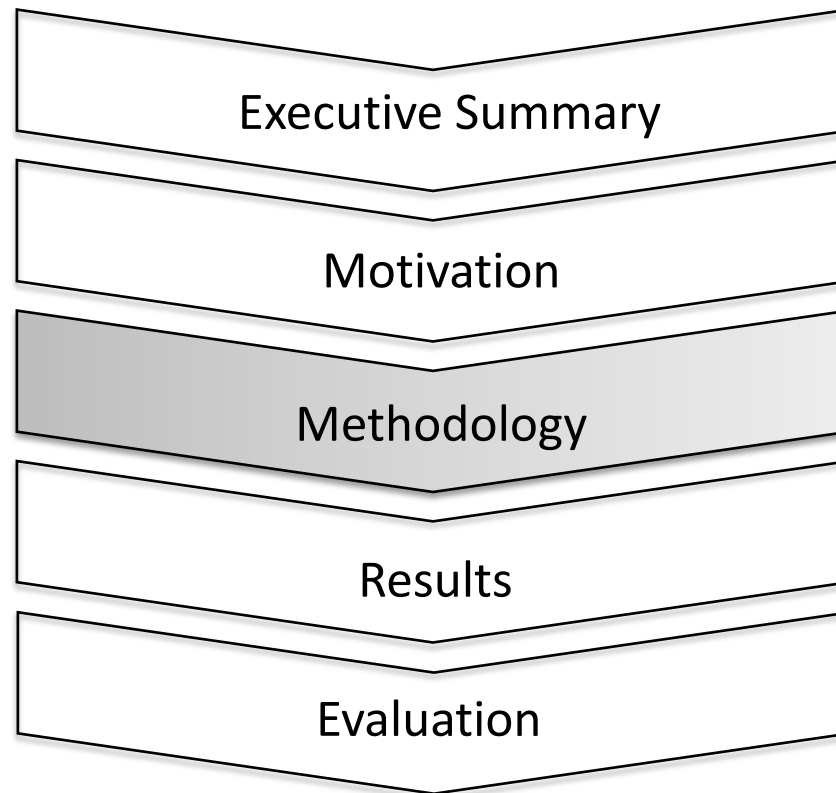 Executive Summary
Motivation
Methodology
Results
Evaluation